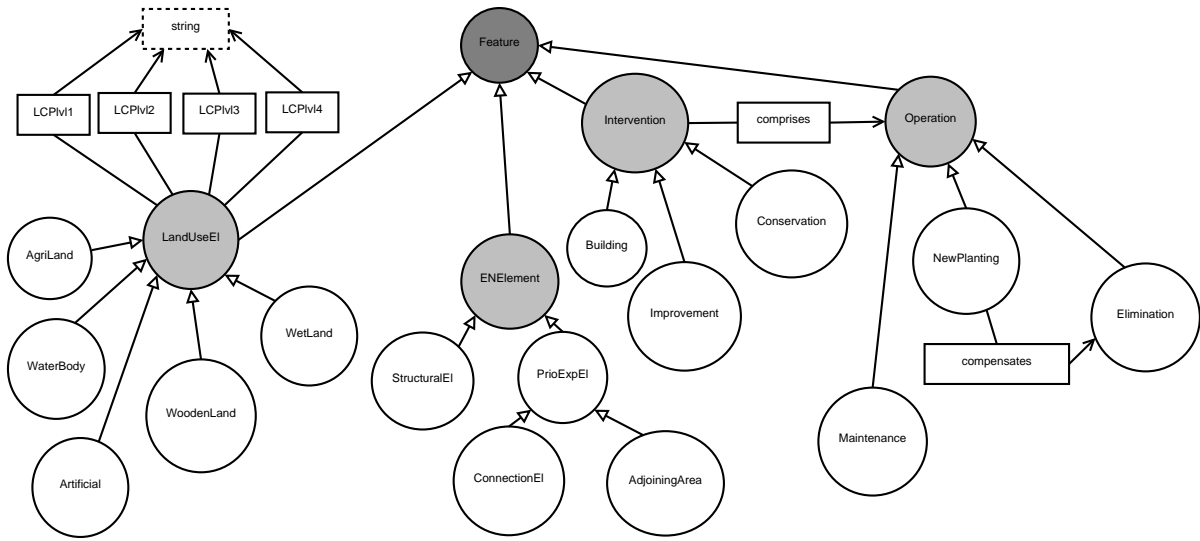 string
Feature
LCPlvl1
LCPlvl2
LCPlvl3
LCPlvl4
Intervention
comprises
Operation
LandUseEl
Conservation
AgriLand
Building
NewPlanting
ENElement
WetLand
Improvement
Elimination
WaterBody
StructuralEl
PrioExpEl
compensates
WoodenLand
Maintenance
Artificial
ConnectionEl
AdjoiningArea